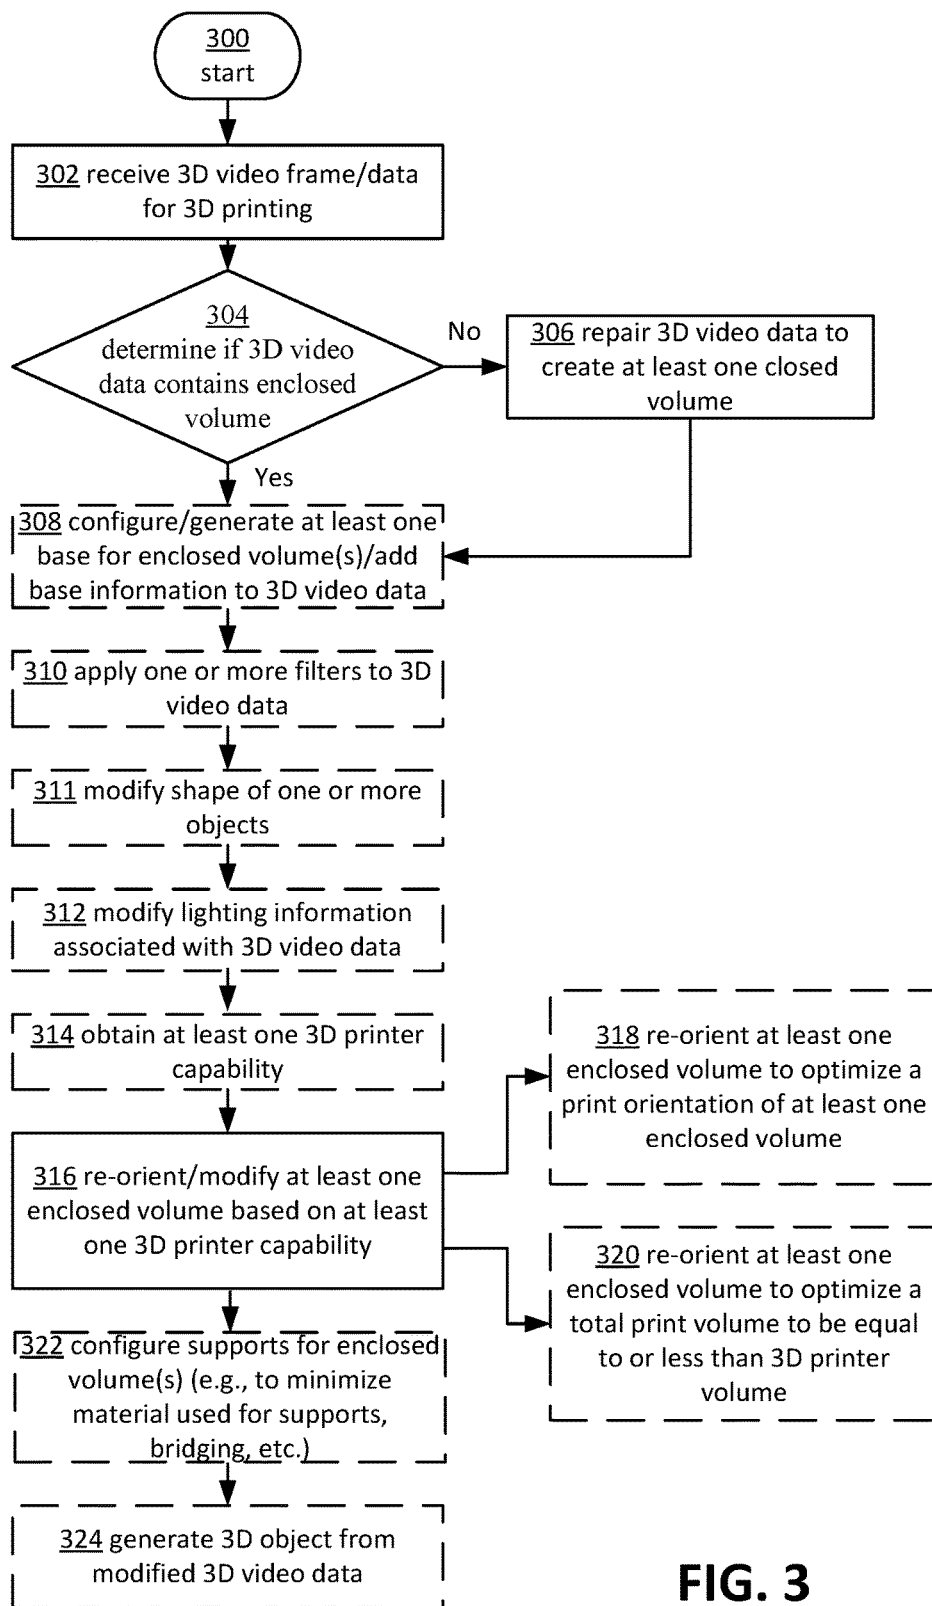 300
start
302 receive 3D video frame/data
for 3D printing
304
determine if 3D video
data contains enclosed
volume
No
306 repair 3D video data to
create at least one closed
volume
Yes
308 configure/generate at least one
base for enclosed volume(s)/add
base information to 3D video data
310 apply one or more filters to 3D
video data
311 modify shape of one or more
objects
312 modify lighting information
associated with 3D video data
314 obtain at least one 3D printer
capability
316 re-orient/modify at least one
enclosed volume based on at least
one 3D printer capability
318 re-orient at least one
enclosed volume to optimize a
print orientation of at least one
enclosed volume
320 re-orient at least one
enclosed volume to optimize a
total print volume to be equal
to or less than 3D printer
volume
322 configure supports for enclosed
volume(s) (e.g., to minimize
material used for supports,
bridging, etc.)
324 generate 3D object from
modified 3D video data
FIG. 3